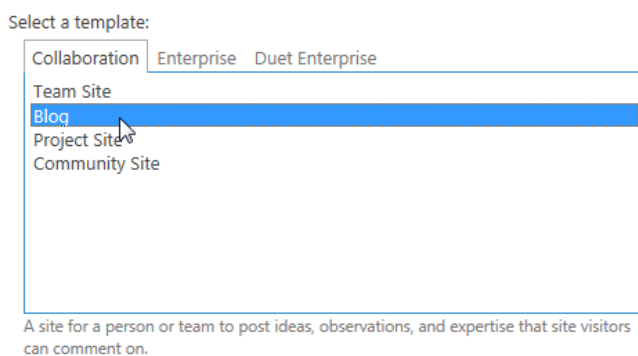 Select a template:
Collaboration Enterprise Duet Enterprise
Team Site
Blog
Project Site
Community Site
A site for a person or team to post ideas, observations, and expertise that site visitors
can comment on.